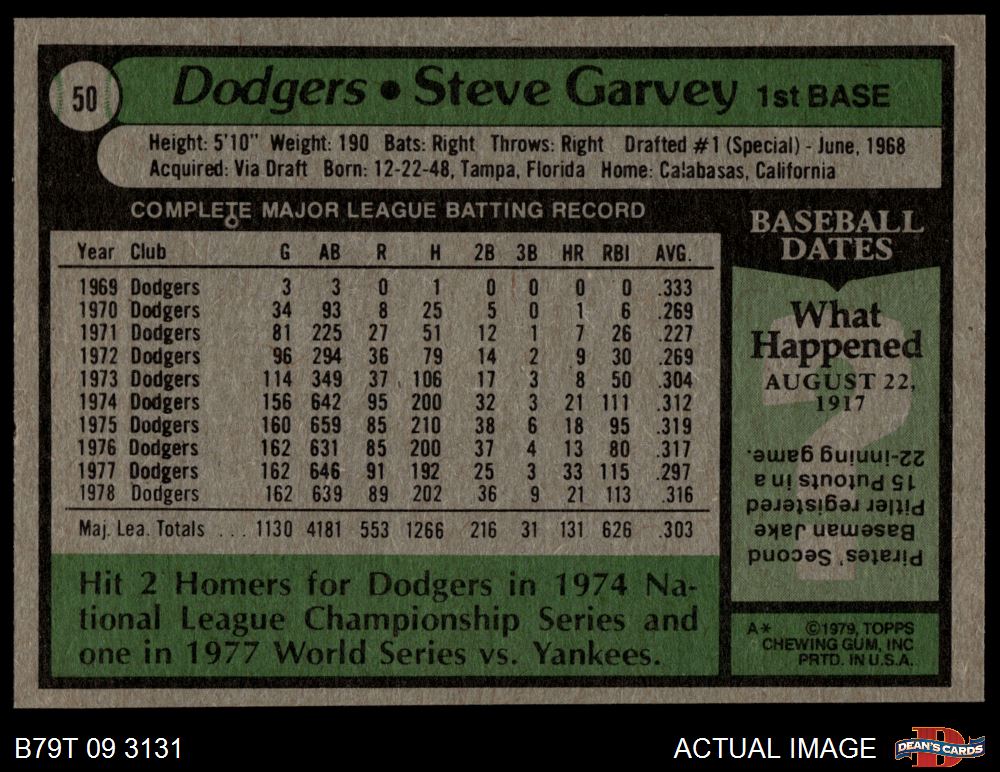 50
Dodgers • Steve Garvey 1st BASE
Height: 5'10" Weight: 190 Bats: Right Throws: Right Drafted #1 (Special) - June, 1968
Acquired: Via Draft Born: 12-22-48, Tampa, Florida Home: Calabasas, California
COMPLETE MAJOR LEAGUE BATTING RECORD
Year Club G AB R H 2B 3B HR RBI AVG.
1969 Dodgers 3 3 0 1 0 0 0 0 .333
1970 Dodgers 34 93 8 25 5 0 1 6 .269
1971 Dodgers 81 225 27 51 12 1 7 26 .227
1972 Dodgers 96 294 36 79 14 2 9 30 .269
1973 Dodgers 114 349 37 106 17 3 8 50 .304
1974 Dodgers 156 642 95 200 32 3 21 111 .312
1975 Dodgers 160 659 85 210 38 6 18 95 .319
1976 Dodgers 162 631 85 200 37 4 13 80 .317
1977 Dodgers 162 646 91 192 25 3 33 115 .297
1978 Dodgers 162 639 89 202 36 9 21 113 .316
Maj. Lea. Totals . . . 1130 4181 553 1266 216 31 131 626 .303
Hit 2 Homers for Dodgers in 1974 Na-
tional League Championship Series and
one in 1977 World Series vs. Yankees.
BASEBALL
DATES
What
Happened
AUGUST 22,
1917
Pirates' Second
Baseman Jake
Pitler registered
15 Putouts in a
22-inning game.
A* ©1979, TOPPS
CHEWING GUM, INC
PRTD. IN U.S.A.
B79T 09 3131
ACTUAL IMAGE
DEAN'S CARDS